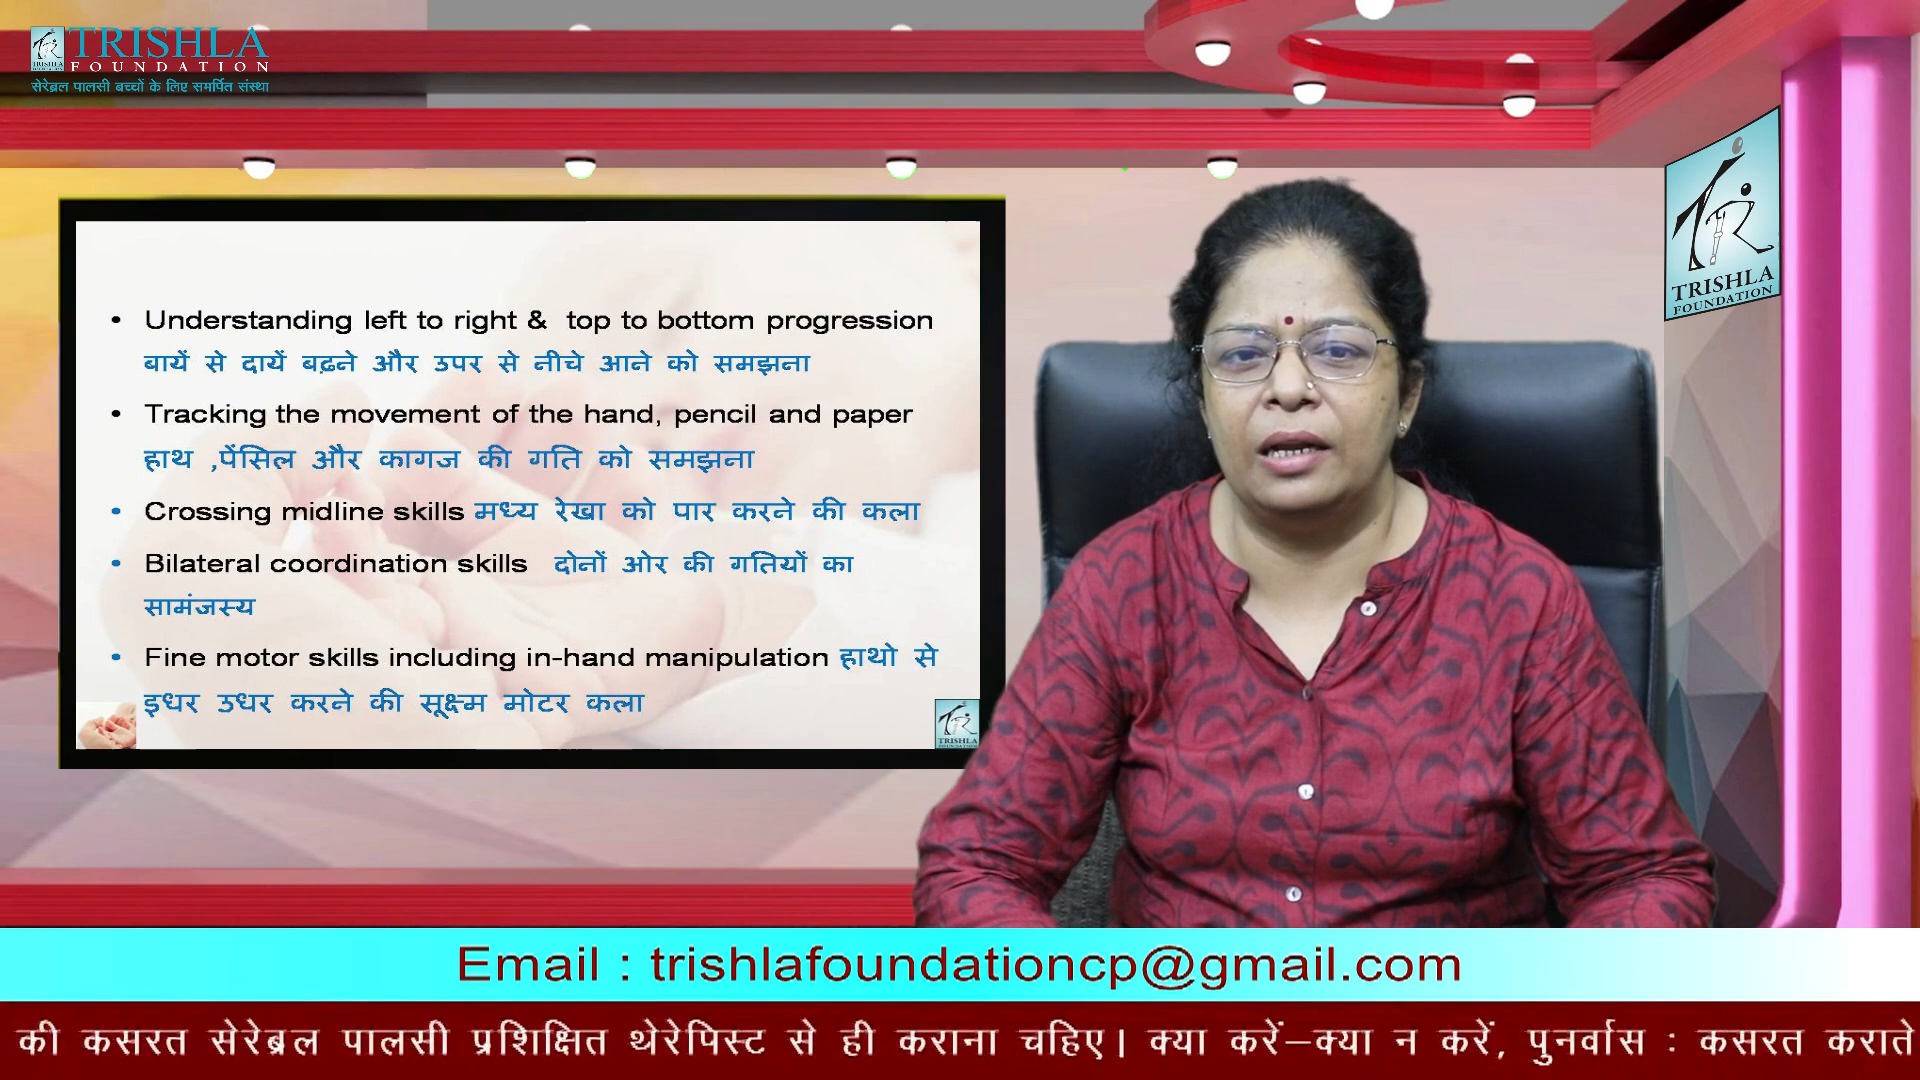 TRISHLA
FOUNDATION
सेरेब्रल पालसी बच्चों के लिए समर्पित संस्था
TRISHLA
FOUNDATION
• Understanding left to right & top to bottom progression
बायें से दायें बढ़ने और उपर से नीचे आने को समझना
• Tracking the movement of the hand, pencil and paper
हाथ ,पेंसिल और कागज की गति को समझना
• Crossing midline skills मध्य रेखा को पार करने की कला
• Bilateral coordination skills दोनों ओर की गतियों का
सामंजस्य
• Fine motor skills including in-hand manipulation हाथो से
इधर उधर करने की सूक्ष्म मोटर कला
TRISHLA
FOUNDATION
Email : trishlafoundationcp@gmail.com
की कसरत सेरेब्रल पालसी प्रशिक्षित थेरेपिस्ट से ही कराना चहिए। क्या करें–क्या न करें, पुनर्वास : कसरत कराते